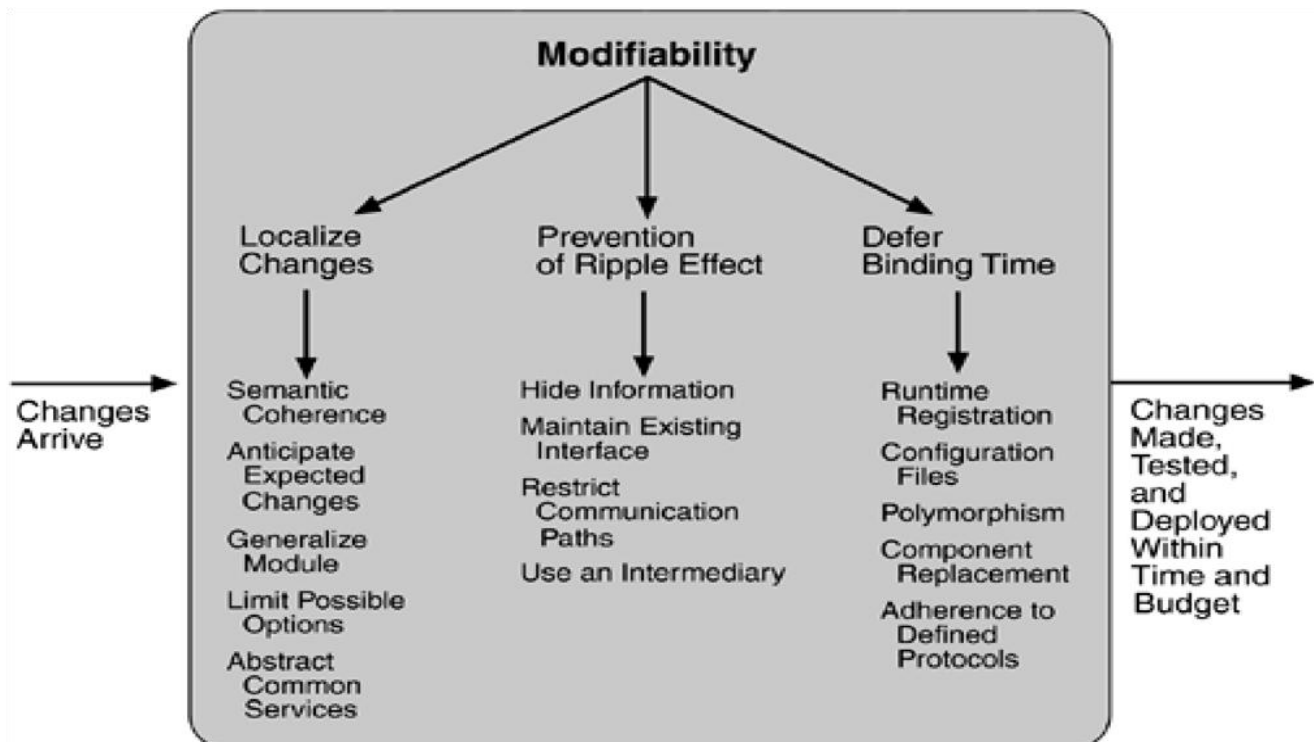 Modifiability
Localize
Changes
Prevention
of Ripple Effect
Defer
Binding Time
Changes
Arrive
Semantic
Coherence
Anticipate
Expected
Changes
Generalize
Module
Limit Possible
Options
Abstract
Common
Services
Hide Information
Maintain Existing
Interface
Restrict
Communication
Paths
Use an Intermediary
Runtime
Registration
Configuration
Files
Polymorphism
Component
Replacement
Adherence to
Defined
Protocols
Changes
Made,
Tested,
and
Deployed
Within
Time and
Budget